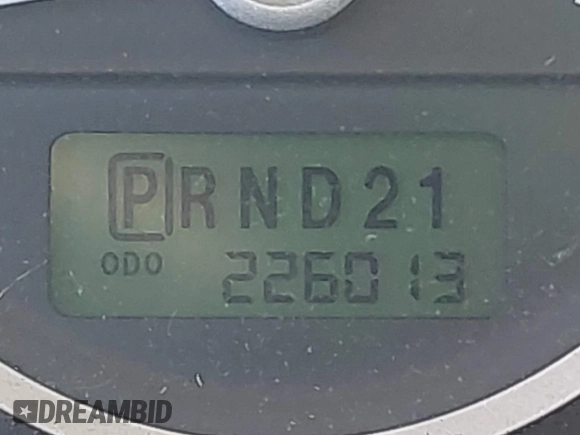 PRND21
ODO 226013
DREAMBID